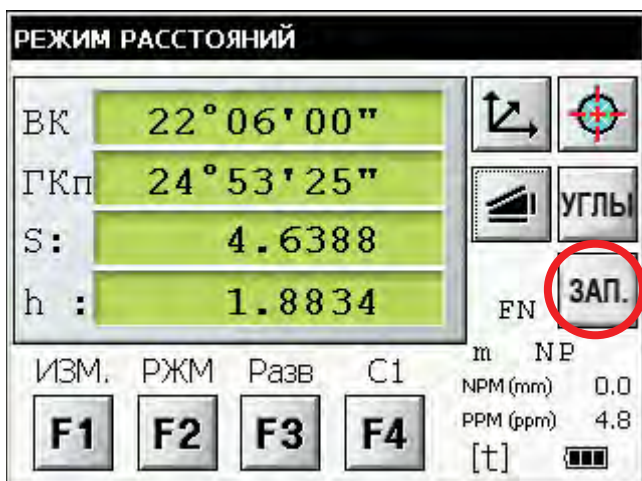 РЕЖИМ РАССТОЯНИЙ
ВК 22°06'00"
ГКп 24°53'25"
S: 4.6388
h : 1.8834
УГЛЫ
ЗАП.
FN
m NP
NPM (mm) 0.0
PPM (ppm) 4.8
[t]
ИЗМ. РЖМ Разв С1
F1 F2 F3 F4